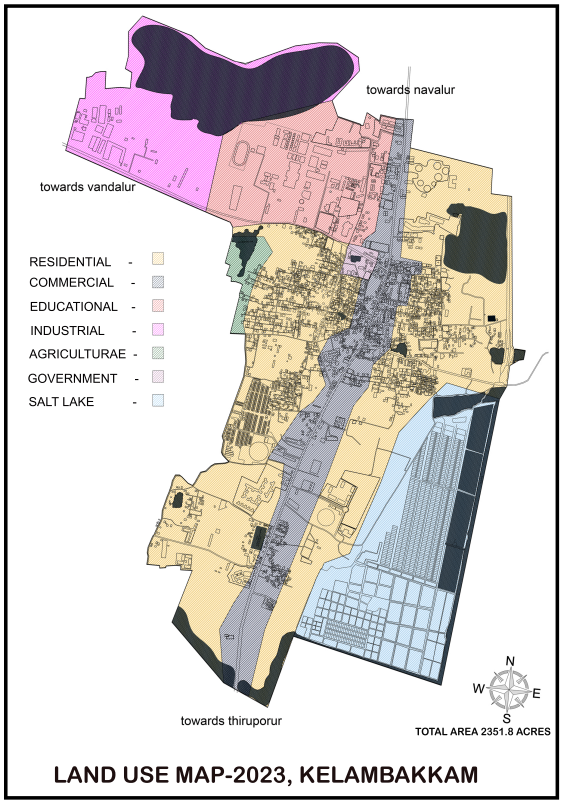 towards navalur
towards vandalur
RESIDENTIAL -
COMMERCIAL -
EDUCATIONAL -
INDUSTRIAL -
AGRICULTURAE -
GOVERNMENT -
SALT LAKE -
N
W E
S
TOTAL AREA 2351.8 ACRES
towards thiruporur
LAND USE MAP-2023, KELAMBAKKAM